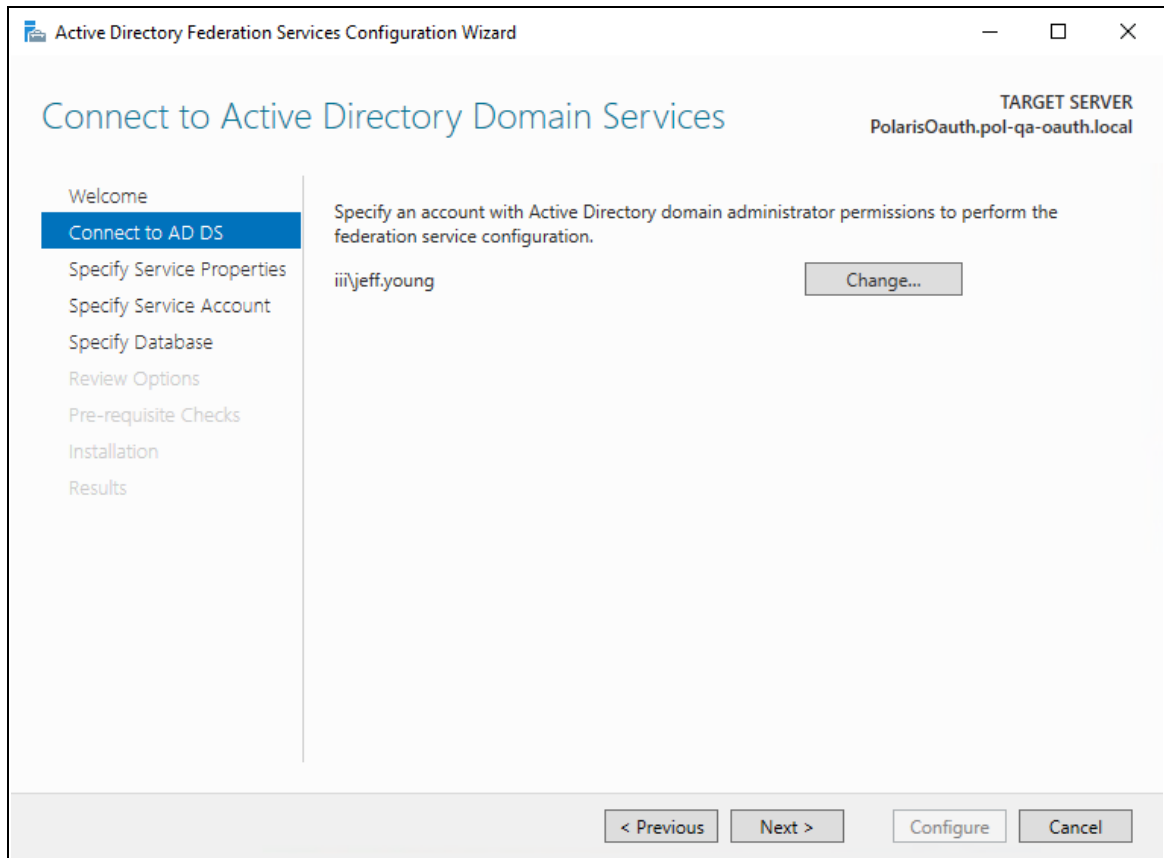 Active Directory Federation Services Configuration Wizard
Connect to Active Directory Domain Services
TARGET SERVER
PolarisOauth.pol-qa-oauth.local
Welcome
Connect to AD DS
Specify Service Properties
Specify Service Account
Specify Database
Review Options
Pre-requisite Checks
Installation
Results
Specify an account with Active Directory domain administrator permissions to perform the
federation service configuration.
iii\jeff.young
Change...
< Previous
Next >
Configure
Cancel